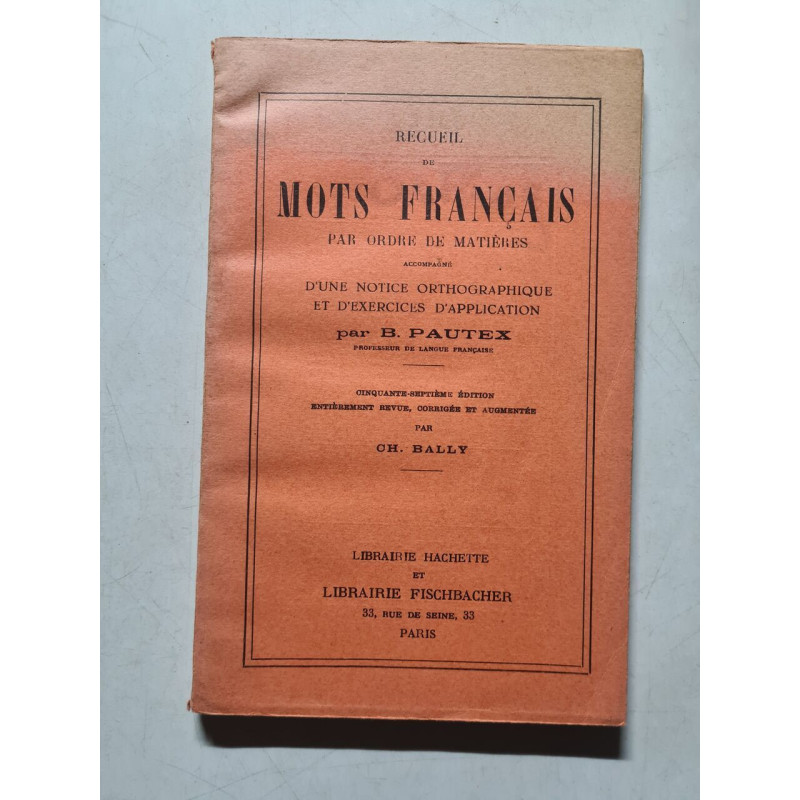 RECUEIL
DE
MOTS FRANÇAIS
PAR ORDRE DE MATIÈRES
ACCOMPAGNÉ
D'UNE NOTICE ORTHOGRAPHIQUE
ET D'EXERCICES D'APPLICATION
par B. PAUTEX
PROFESSEUR DE LANGUE FRANÇAISE
CINQUANTE-SEPTIÈME ÉDITION
ENTIÈREMENT REVUE, CORRIGÉE ET AUGMENTÉE
PAR
CH. BALLY
LIBRAIRIE HACHETTE
ET
LIBRAIRIE FISCHBACHER
33, RUE DE SEINE, 33
PARIS